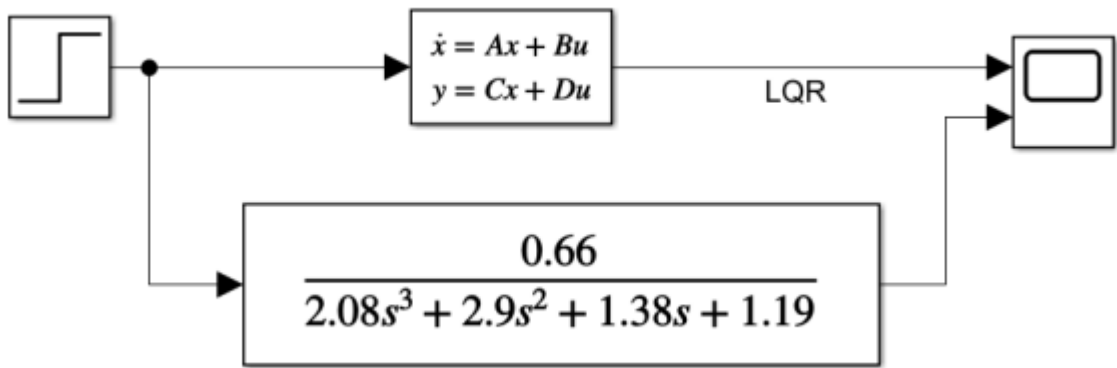 ẋ = Ax + Bu
y = Cx + Du
LQR
0.66
2.08s³ + 2.9s² + 1.38s + 1.19